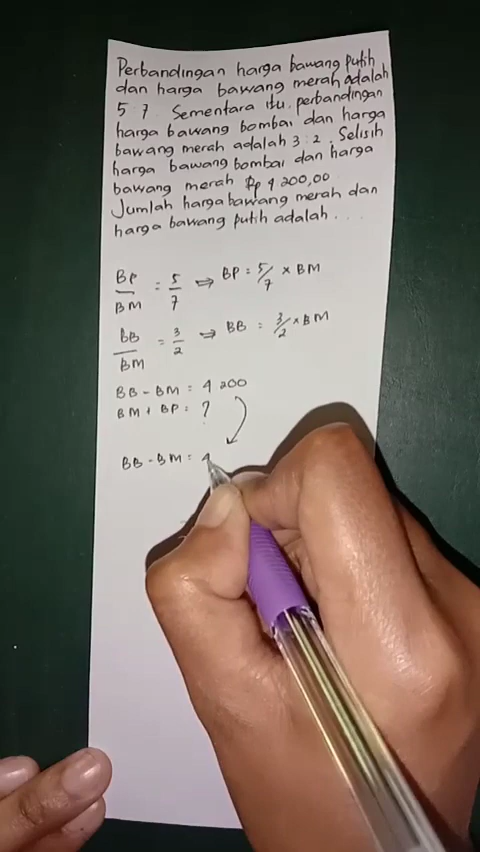 Perbandingan harga bawang putih
dan harga bawang merah adalah
5 : 7. Sementara itu, perbandingan
harga bawang bombai dan harga
bawang merah adalah 3 : 2. Selisih
harga bawang bombai dan harga
bawang merah Rp 4 200,00
Jumlah harga bawang merah dan
harga bawang putih adalah . . .
BP/BM = 5/7 ⇒ BP = 5/7 × BM
BB/BM = 3/2 ⇒ BB = 3/2 × BM
BB - BM = 4 200
BM + BP = ?
BB - BM = 4